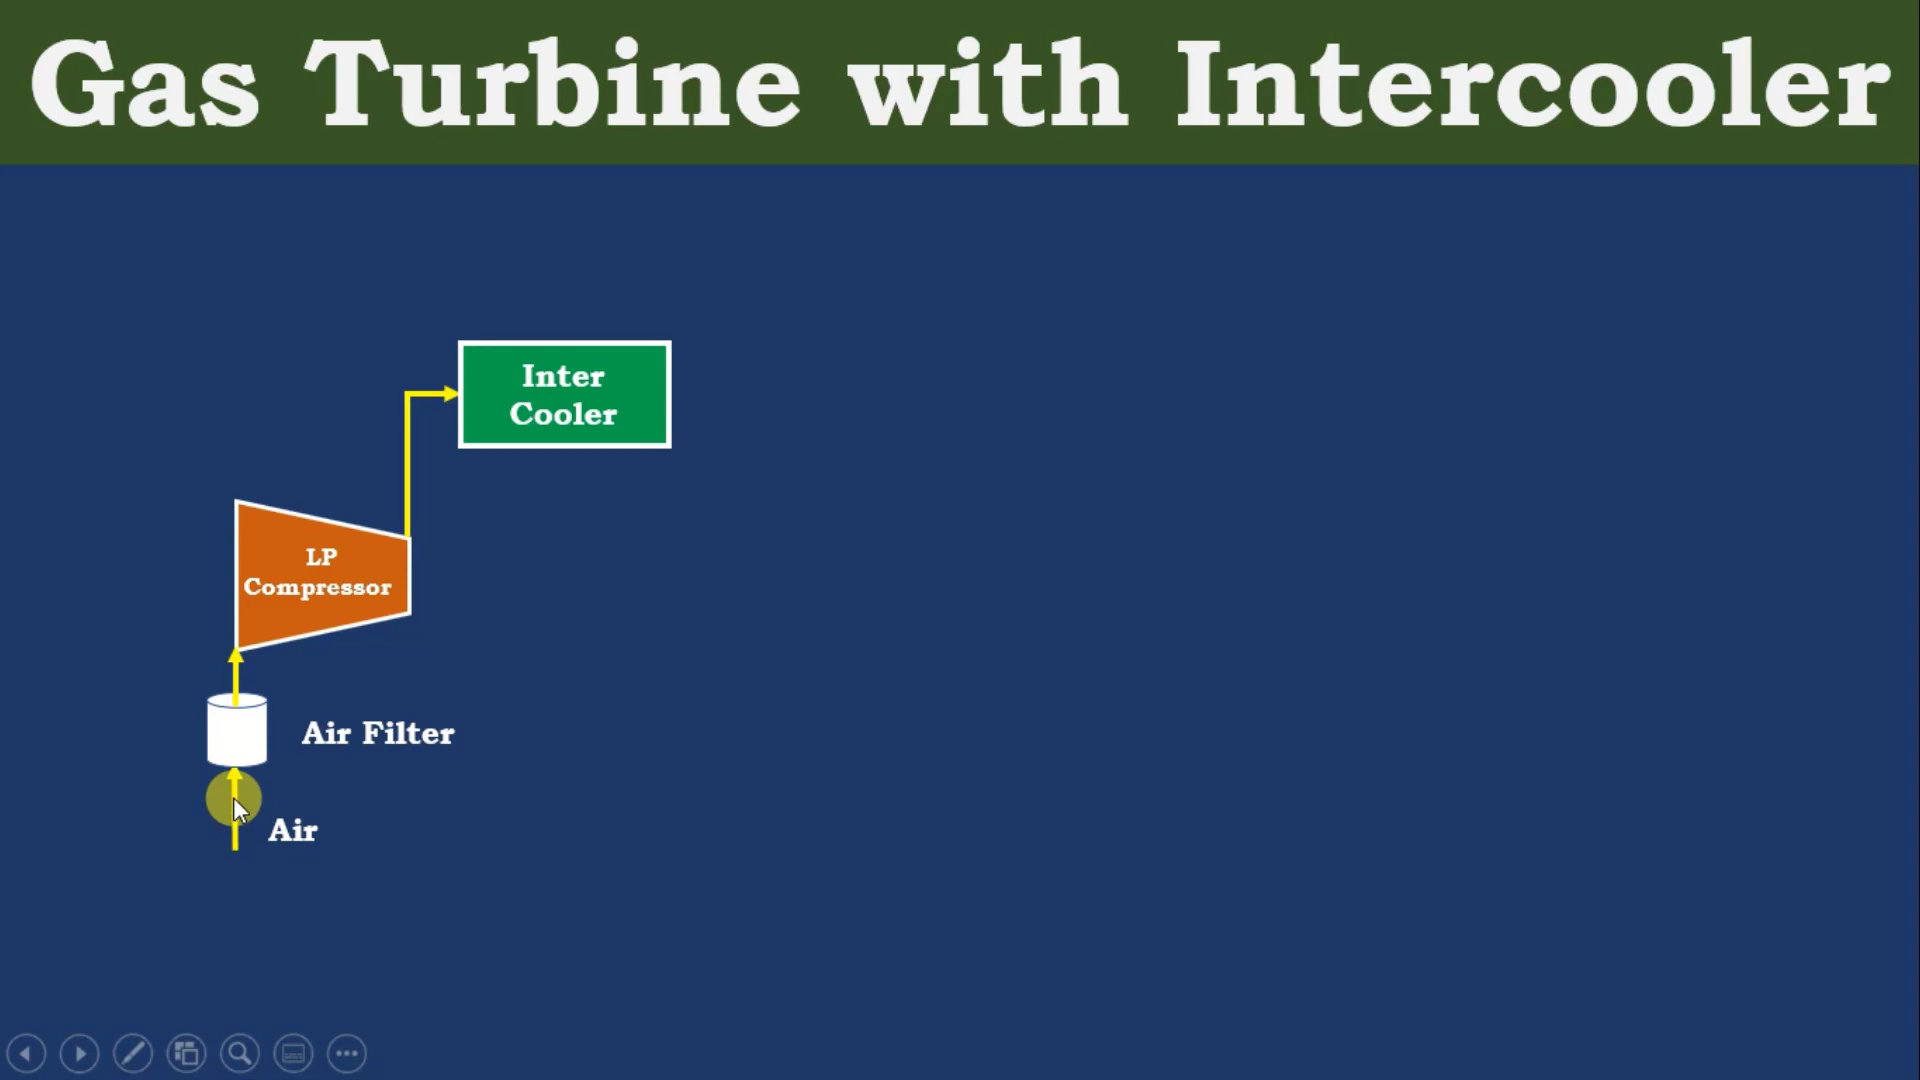 Gas Turbine with Intercooler
Inter
Cooler
LP
Compressor
Air Filter
Air